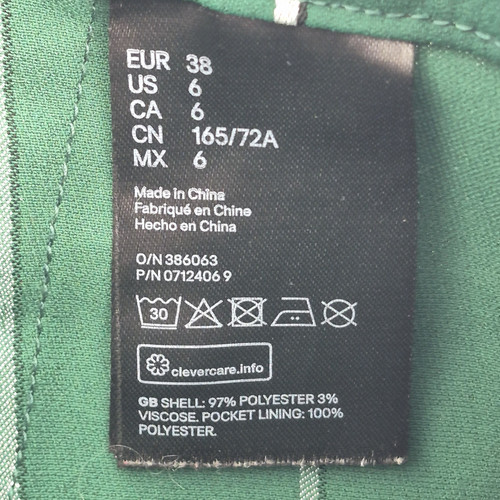 EUR 38
US 6
CA 6
CN 165/72A
MX 6
Made in China
Fabriqué en Chine
Hecho en China
O/N 386063
P/N 0712406 9
30
clevercare.info
GB SHELL: 97% POLYESTER 3%
VISCOSE. POCKET LINING: 100%
POLYESTER.